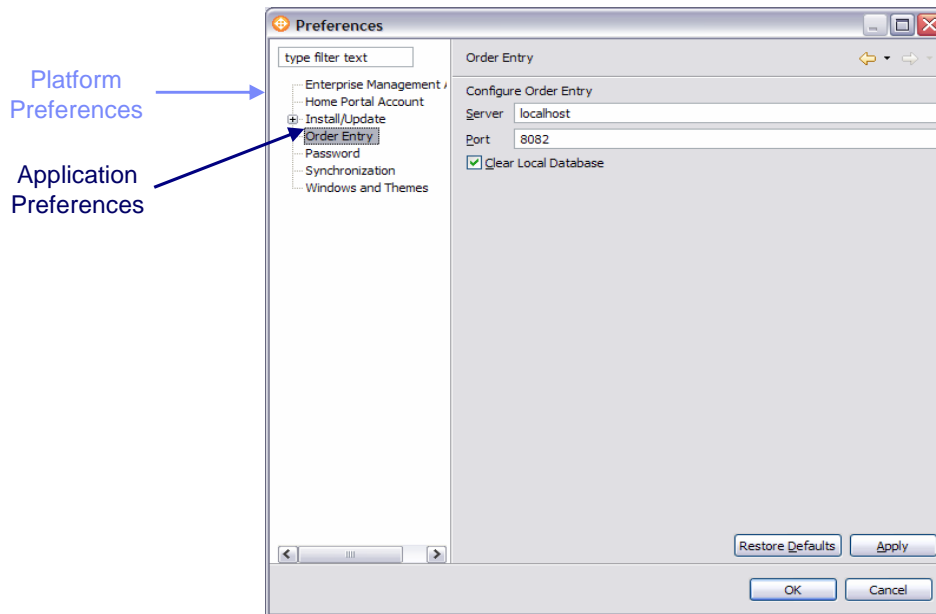 Preferences
type filter text
Enterprise Management
Home Portal Account
Install/Update
Order Entry
Password
Synchronization
Windows and Themes
Platform
Preferences
Application
Preferences
Order Entry
Configure Order Entry
Server localhost
Port 8082
Clear Local Database
Restore Defaults Apply
OK Cancel